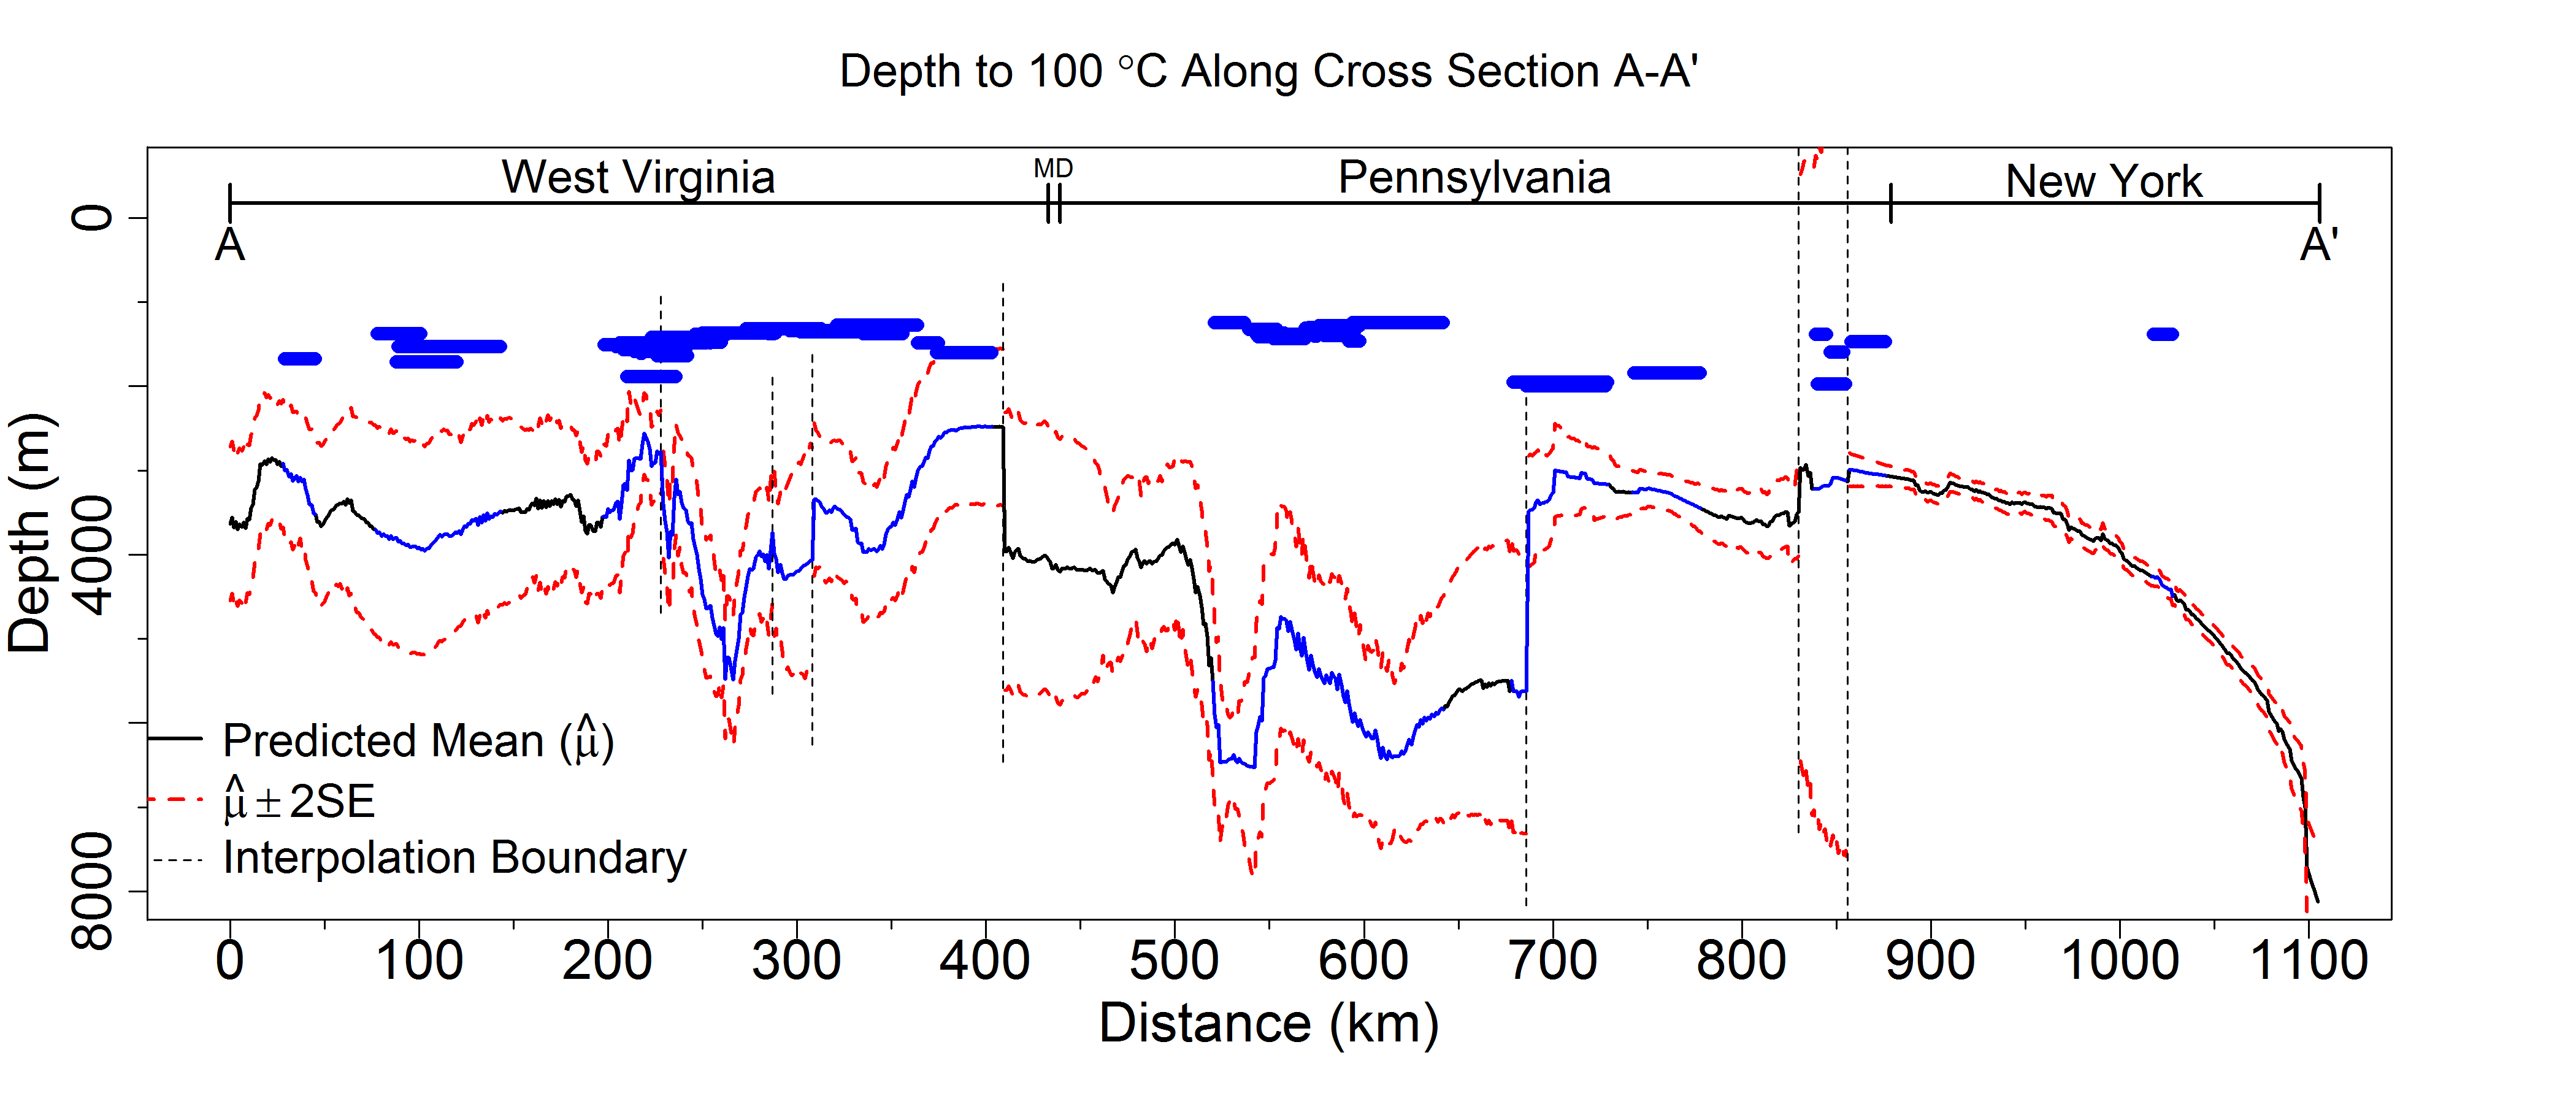 Depth to 100 °C Along Cross Section A-A'
West Virginia
MD
Pennsylvania
New York
A
A'
Depth (m)
0
4000
8000
Predicted Mean (μ̂)
μ̂ ± 2SE
Interpolation Boundary
0 100 200 300 400 500 600 700 800 900 1000 1100
Distance (km)